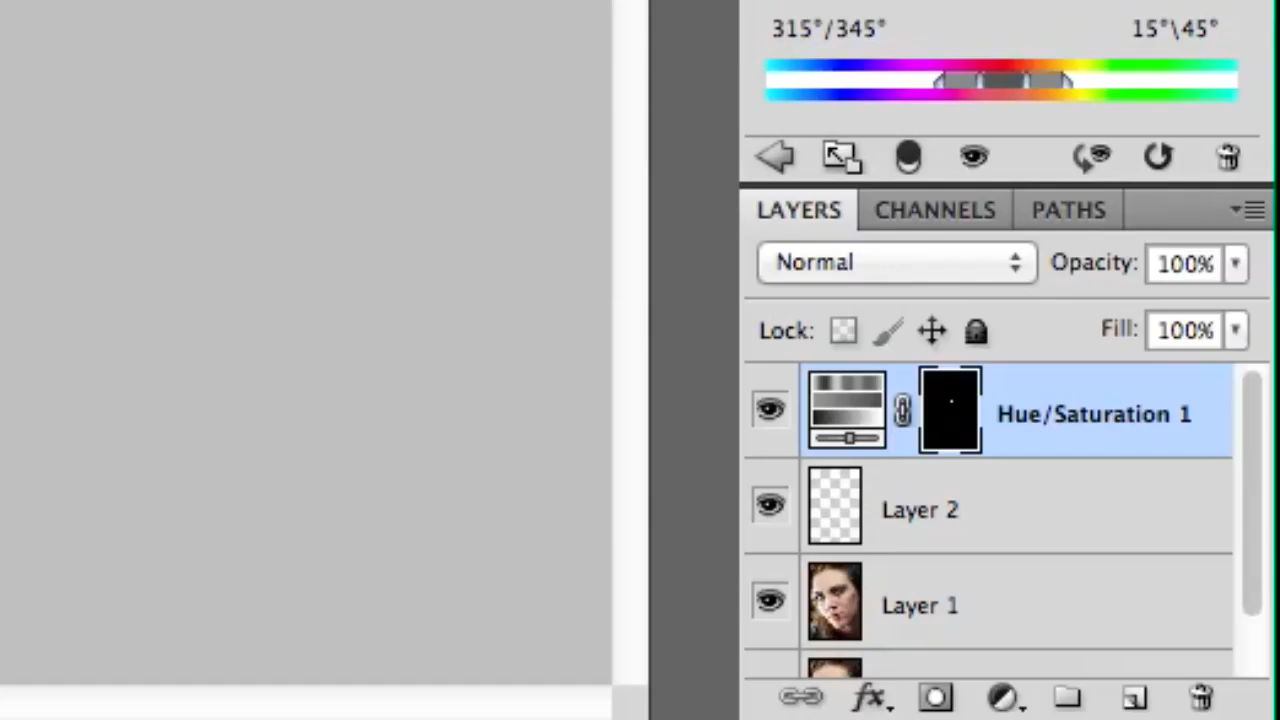 315°/345° 15°\45°
LAYERS CHANNELS PATHS
Normal Opacity: 100%
Lock: Fill: 100%
Hue/Saturation 1
Layer 2
Layer 1
fx